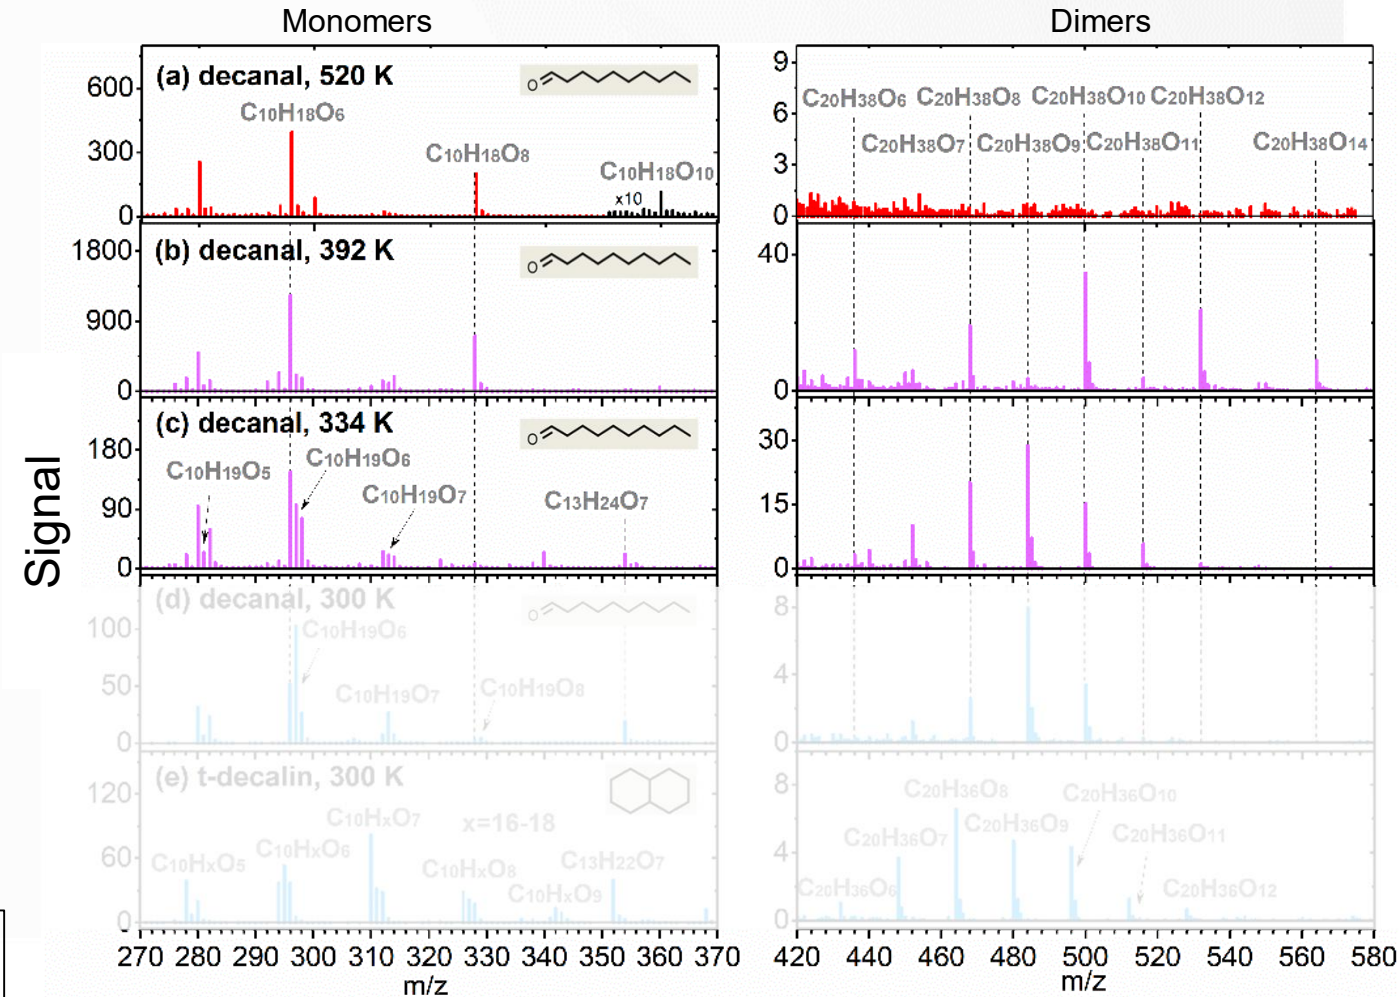 Monomers
Dimers
Signal
(a) decanal, 520 K
O
C10H18O6
C10H18O8
C10H18O10
x10
600
300
0
C20H38O6 C20H38O8 C20H38O10 C20H38O12
C20H38O7 C20H38O9 C20H38O11 C20H38O14
9
6
3
0
(b) decanal, 392 K
O
1800
900
0
40
0
(c) decanal, 334 K
O
C10H19O5
C10H19O6
C10H19O7
C13H24O7
180
90
0
30
15
0
(d) decanal, 300 K
O
C10H19O6
C10H19O7
C10H19O8
100
50
0
8
4
0
(e) t-decalin, 300 K
C10HxO7
x=16-18
C10HxO5
C10HxO6
C10HxO8
C13H22O7
C10HxO9
120
60
0
C20H36O8
C20H36O10
C20H36O7
C20H36O9
C20H36O11
C20H36O6
C20H36O12
8
4
0
270 280 290 300 310 320 330 340 350 360 370
m/z
420 440 460 480 500 520 540 560 580
m/z